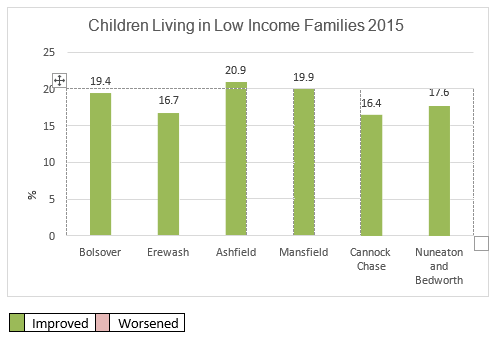 Children Living in Low Income Families 2015
25
20
15
10
5
0
%
19.4
16.7
20.9
19.9
16.4
17.6
Bolsover
Erewash
Ashfield
Mansfield
Cannock
Chase
Nuneaton
and
Bedworth
Improved
Worsened